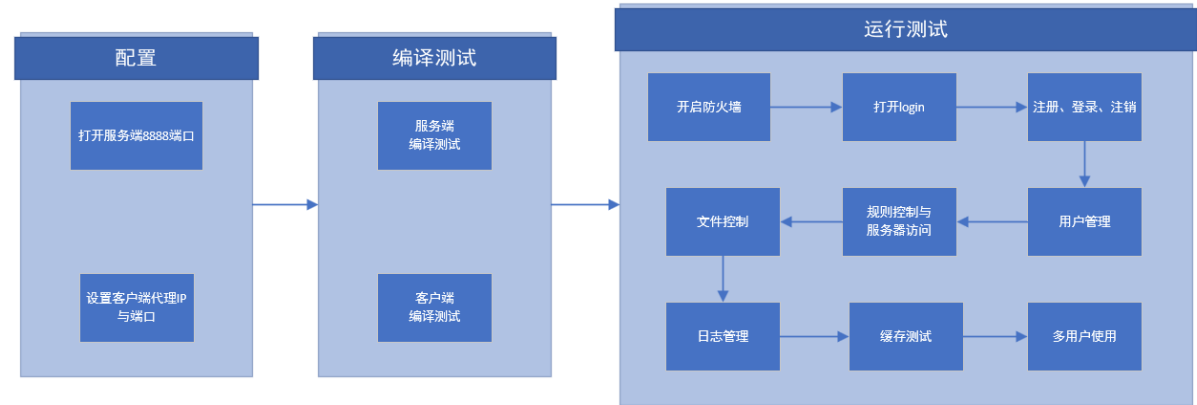 配置
打开服务端8888端口
设置客户端代理IP
与端口
编译测试
服务端
编译测试
客户端
编译测试
运行测试
开启防火墙
打开login
注册、登录、注销
用户管理
规则控制与
服务器访问
文件控制
日志管理
缓存测试
多用户使用